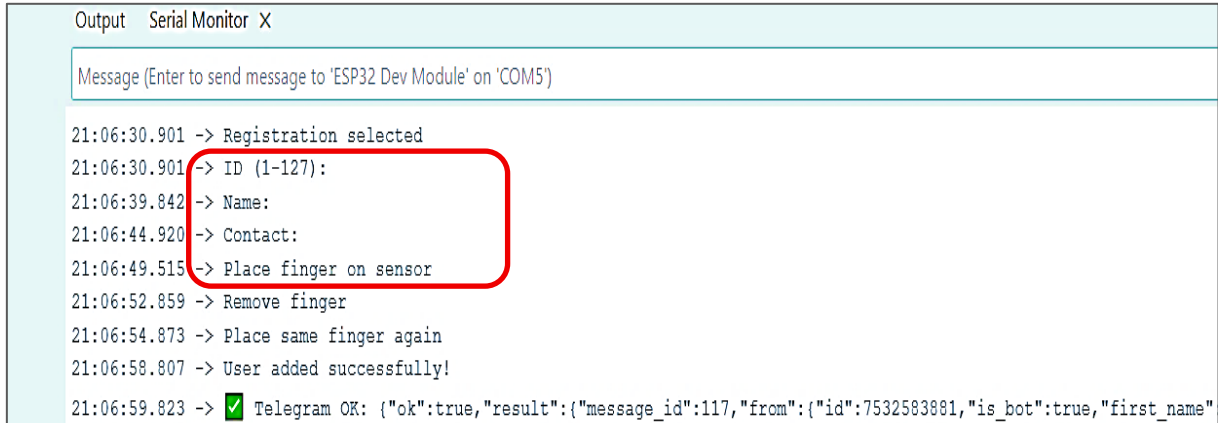 Output Serial Monitor X
Message (Enter to send message to 'ESP32 Dev Module' on 'COM5')
21:06:30.901 -> Registration selected
21:06:30.901 -> ID (1-127):
21:06:39.842 -> Name:
21:06:44.920 -> Contact:
21:06:49.515 -> Place finger on sensor
21:06:52.859 -> Remove finger
21:06:54.873 -> Place same finger again
21:06:58.807 -> User added successfully!
21:06:59.823 -> ✅ Telegram OK: {"ok":true,"result":{"message_id":117,"from":{"id":7532583881,"is_bot":true,"first_name"